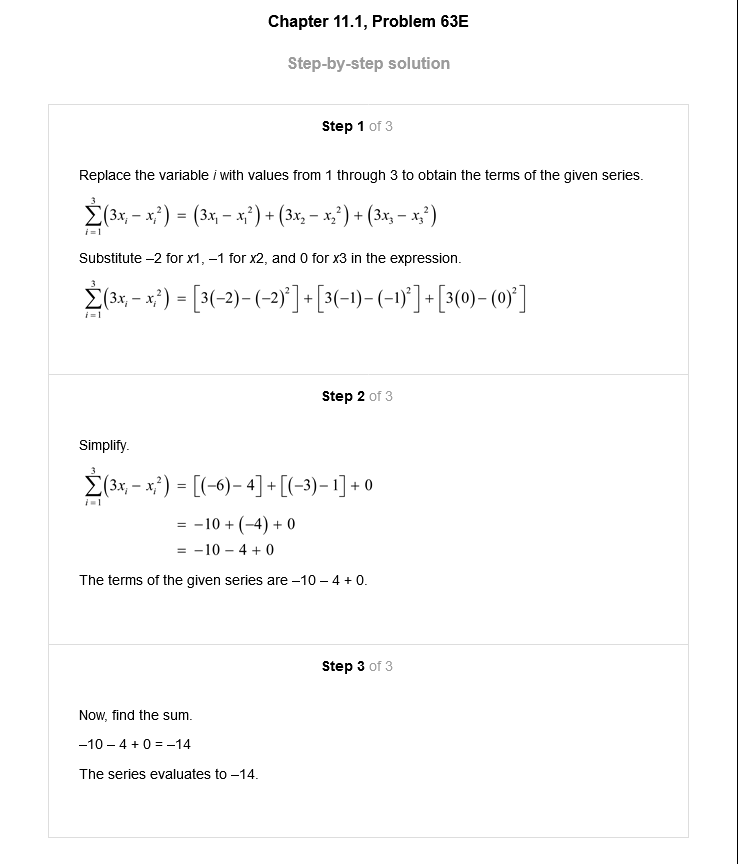 Chapter 11.1, Problem 63E
Step-by-step solution
Step 1 of 3
Replace the variable i with values from 1 through 3 to obtain the terms of the given series.
$\sum_{i=1}^{3}(3x_i - x_i^2) = (3x_1 - x_1^2) + (3x_2 - x_2^2) + (3x_3 - x_3^2)$
Substitute –2 for x1, –1 for x2, and 0 for x3 in the expression.
$\sum_{i=1}^{3}(3x_i - x_i^2) = [3(-2) - (-2)^2] + [3(-1) - (-1)^2] + [3(0) - (0)^2]$
Step 2 of 3
Simplify.
$\sum_{i=1}^{3}(3x_i - x_i^2) = [(-6) - 4] + [(-3) - 1] + 0$
$= -10 + (-4) + 0$
$= -10 - 4 + 0$
The terms of the given series are –10 – 4 + 0.
Step 3 of 3
Now, find the sum.
–10 – 4 + 0 = –14
The series evaluates to –14.